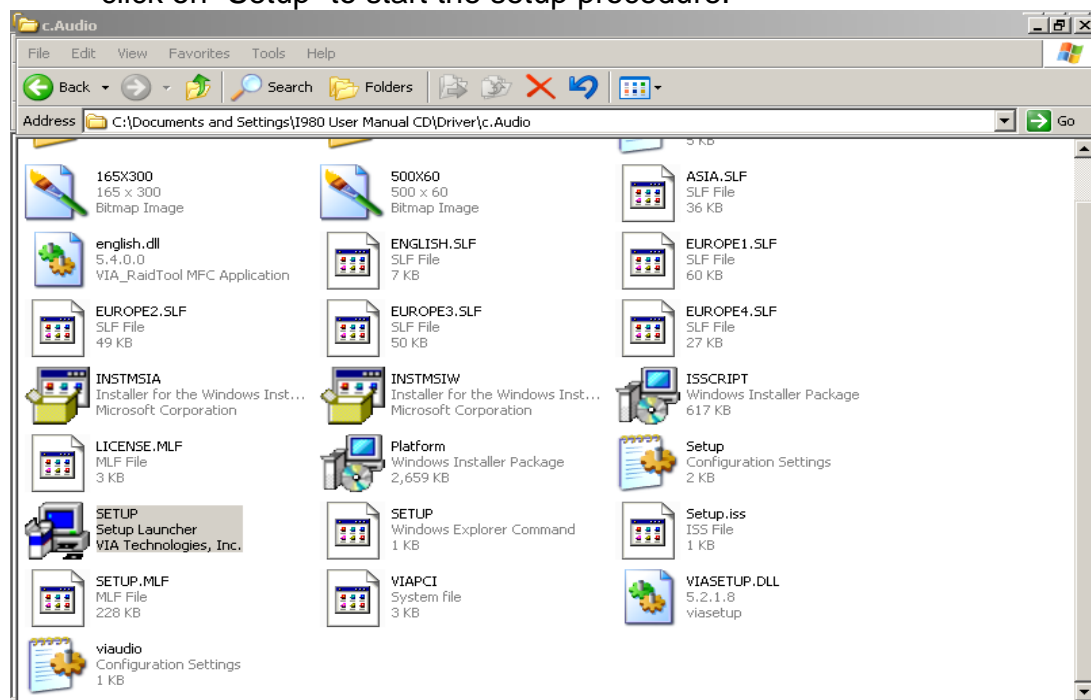 click on "Setup" to start the setup procedure.
c.Audio
File Edit View Favorites Tools Help
Back Search Folders
Address C:\Documents and Settings\I980 User Manual CD\Driver\c.Audio Go
5 KB
165X300
165 x 300
Bitmap Image
500X60
500 x 60
Bitmap Image
ASIA.SLF
SLF File
36 KB
english.dll
5.4.0.0
VIA_RaidTool MFC Application
ENGLISH.SLF
SLF File
7 KB
EUROPE1.SLF
SLF File
60 KB
EUROPE2.SLF
SLF File
49 KB
EUROPE3.SLF
SLF File
50 KB
EUROPE4.SLF
SLF File
27 KB
INSTMSIA
Installer for the Windows Inst...
Microsoft Corporation
INSTMSIW
Installer for the Windows Inst...
Microsoft Corporation
ISSCRIPT
Windows Installer Package
617 KB
LICENSE.MLF
MLF File
3 KB
Platform
Windows Installer Package
2,659 KB
Setup
Configuration Settings
2 KB
SETUP
Setup Launcher
VIA Technologies, Inc.
SETUP
Windows Explorer Command
1 KB
Setup.iss
ISS File
1 KB
SETUP.MLF
MLF File
228 KB
VIAPCI
System file
3 KB
VIASETUP.DLL
5.2.1.8
viasetup
viaudio
Configuration Settings
1 KB